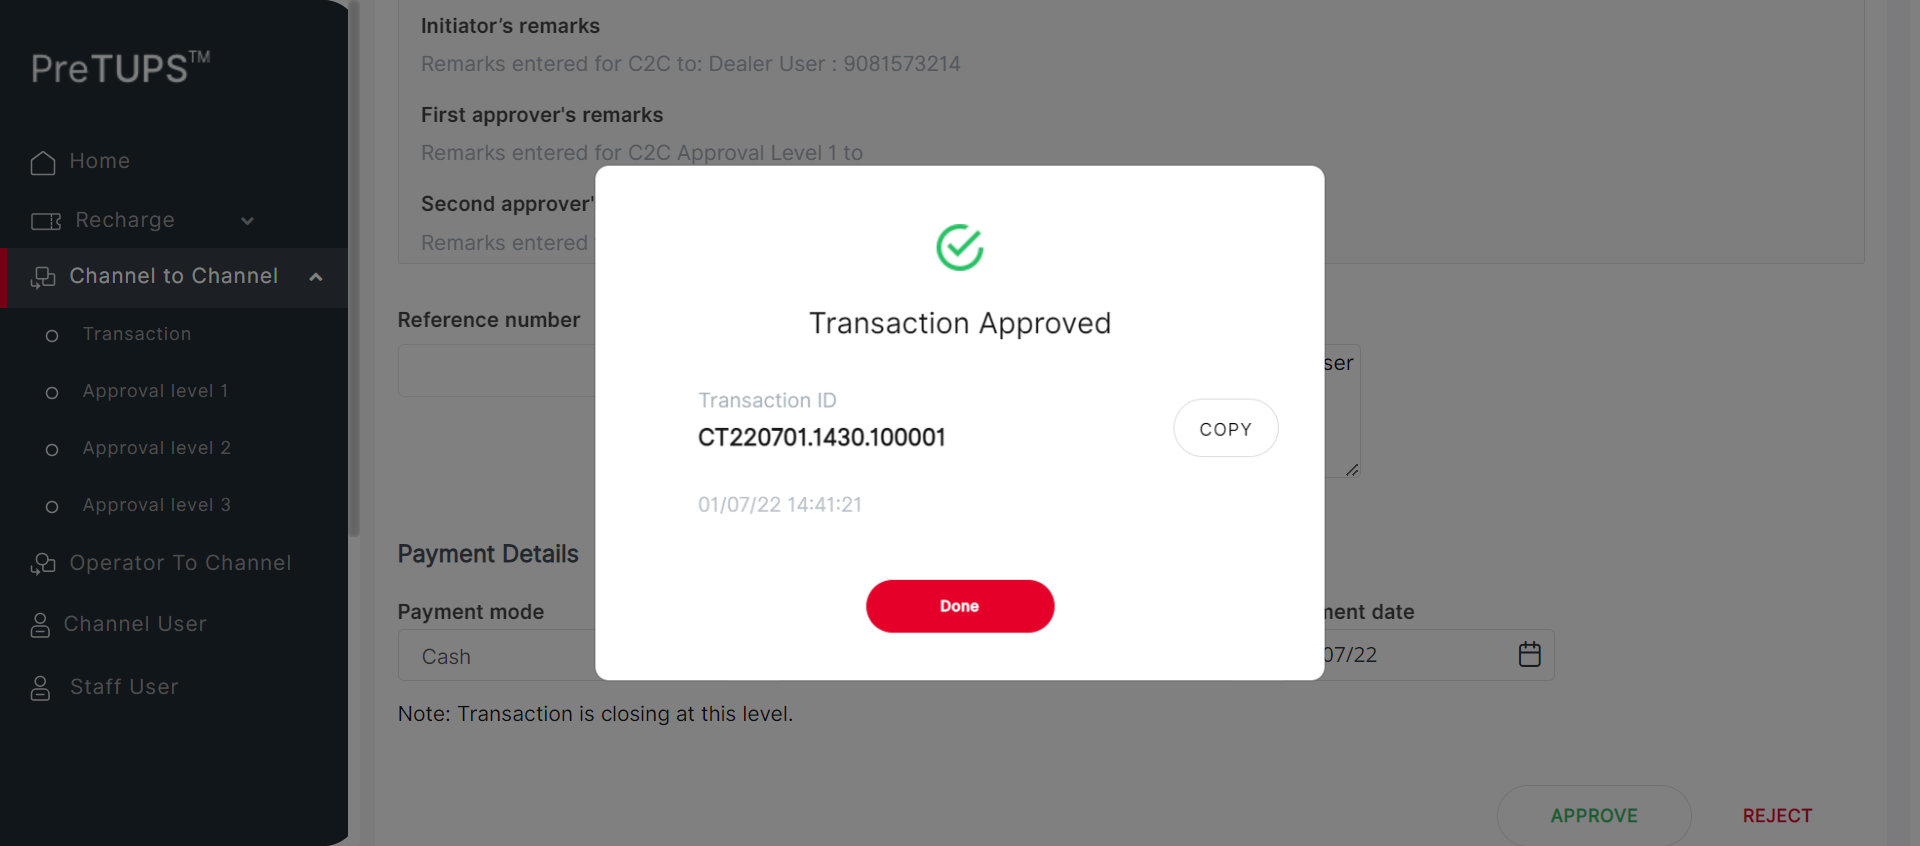 PreTUPS™
Home
Recharge
Channel to Channel
Transaction
Approval level 1
Approval level 2
Approval level 3
Operator To Channel
Channel User
Staff User
Initiator’s remarks
Remarks entered for C2C to: Dealer User : 9081573214
First approver's remarks
Remarks entered for C2C Approval Level 1 to
Second approver'
Remarks entered
Reference number
ser
Payment Details
Payment mode
Cash
ment date
07/22
Note: Transaction is closing at this level.
APPROVE
REJECT
Transaction Approved
Transaction ID
CT220701.1430.100001
COPY
01/07/22 14:41:21
Done